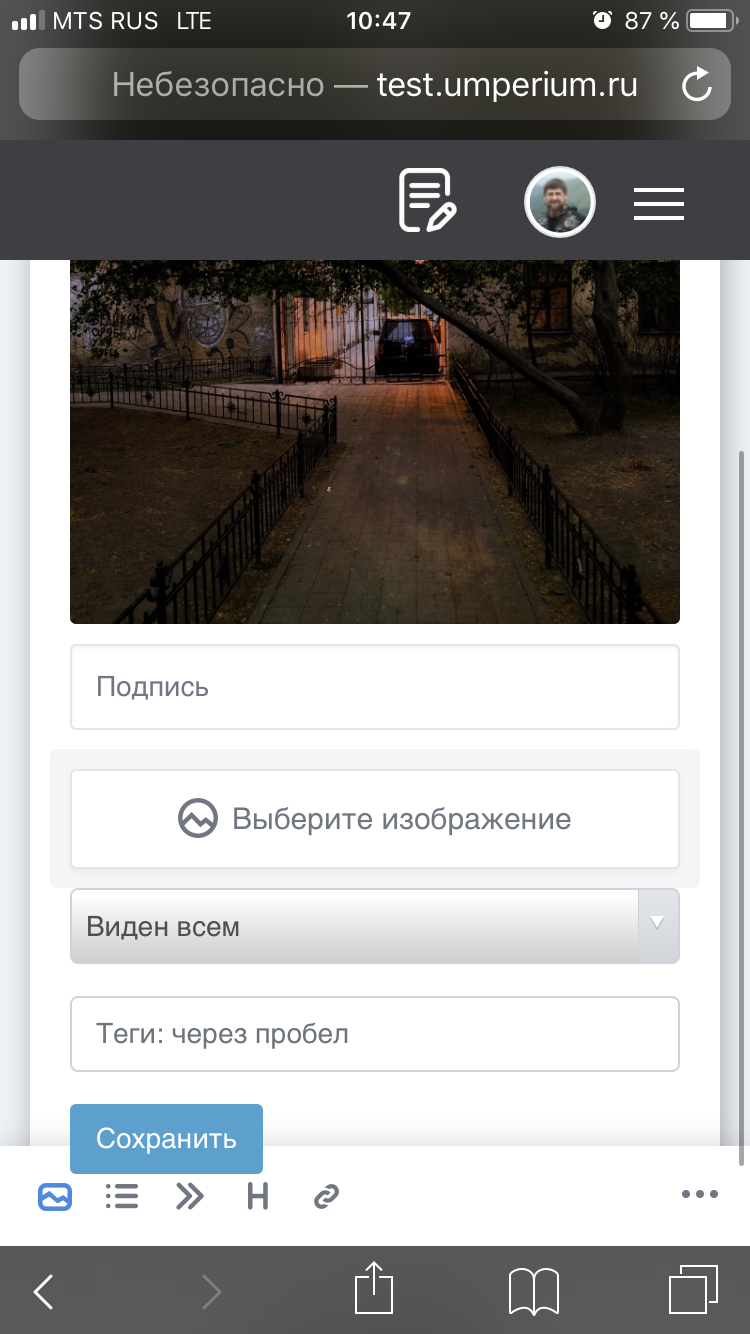 MTS RUS LTE 10:47 87 %
Небезопасно — test.umperium.ru
Подпись
Выберите изображение
Виден всем
Теги: через пробел
Сохранить
H